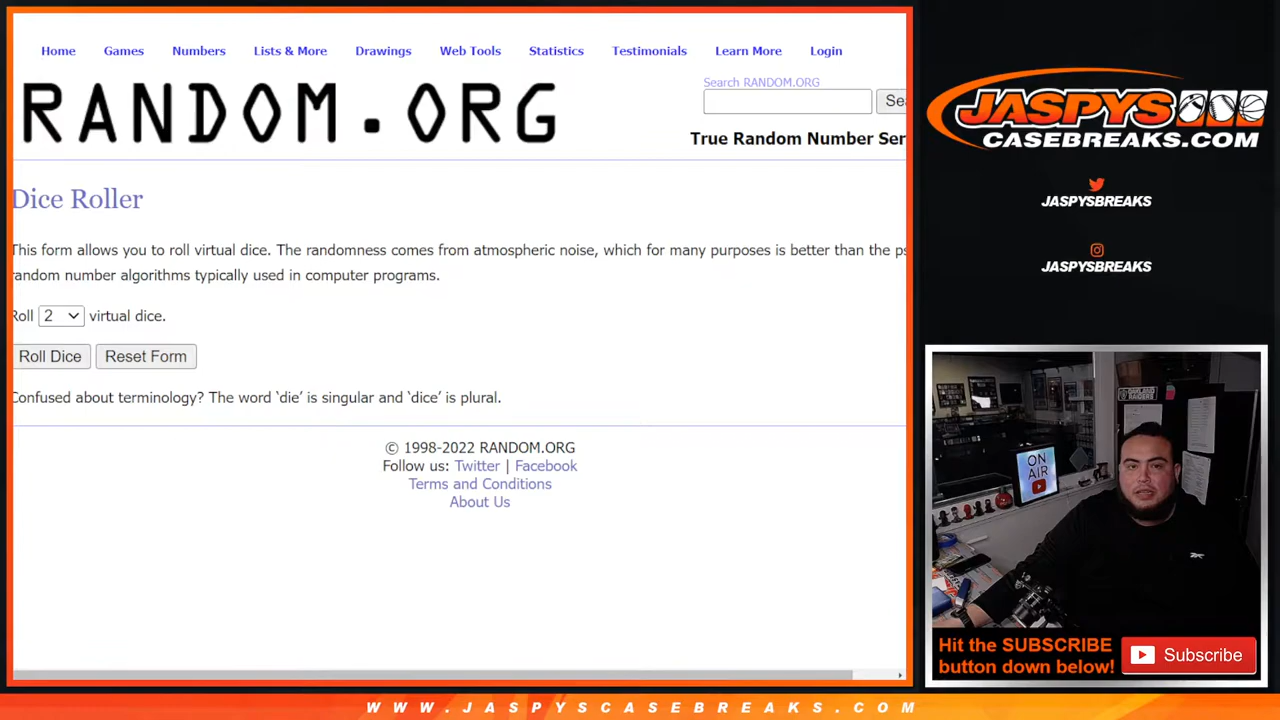 Home Games Numbers Lists & More Drawings Web Tools Statistics Testimonials Learn More Login
RANDOM.ORG
Search RANDOM.ORG
True Random Number Ser
Dice Roller
This form allows you to roll virtual dice. The randomness comes from atmospheric noise, which for many purposes is better than the ps
random number algorithms typically used in computer programs.
Roll 2 virtual dice.
Roll Dice Reset Form
Confused about terminology? The word ‘die’ is singular and ‘dice’ is plural.
© 1998-2022 RANDOM.ORG
Follow us: Twitter | Facebook
Terms and Conditions
About Us
JASPYS
CASEBREAKS.COM
JASPYSBREAKS
JASPYSBREAKS
ON
AIR
Hit the SUBSCRIBE
button down below!
Subscribe
WWW.JASPYSCASEBREAKS.COM